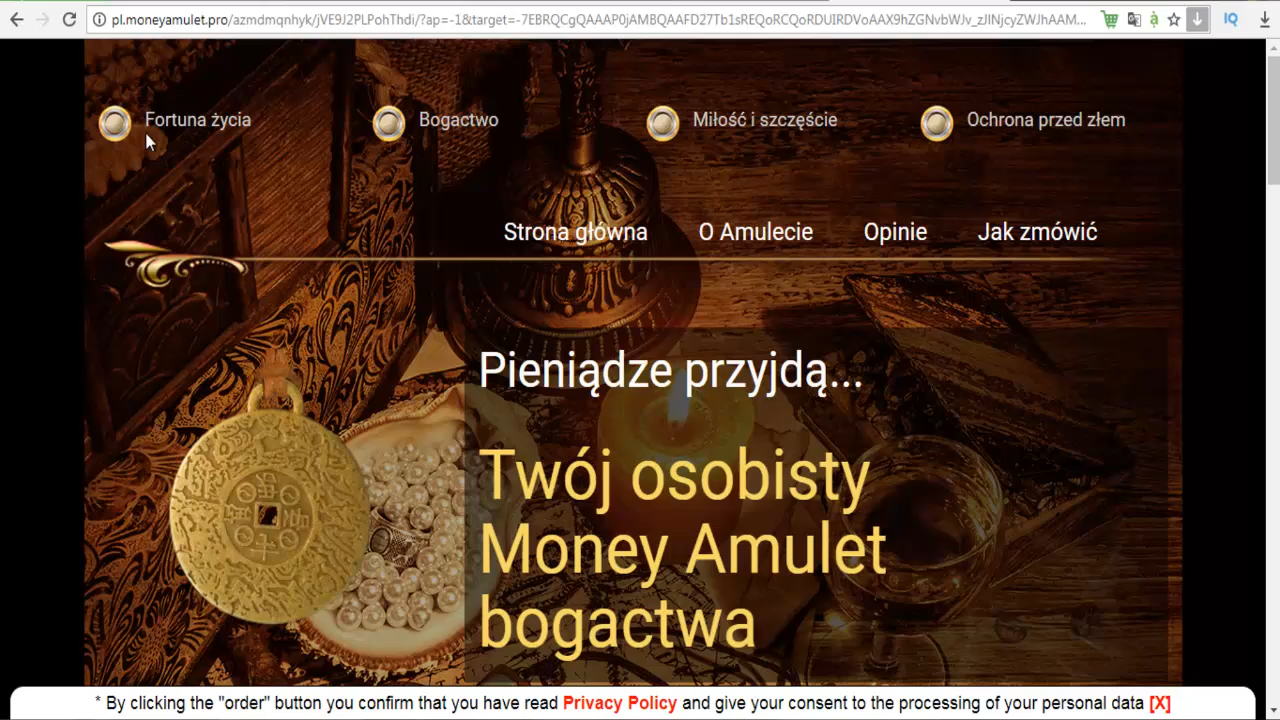 pl.moneyamulet.pro/azmdmqnhyk/jVE9J2PLPohThdi/?ap=-1&target=-7EBRQCgQAAAP0jAMBQAAFD27Tb1sREQoRCQoRDUIRDVoAAX9hZGNvbWJv_zJINjcyZWJhAAM...
IQ
Fortuna życia
Bogactwo
Miłość i szczęście
Ochrona przed złem
Strona główna
O Amulecie
Opinie
Jak zmówić
Pieniądze przyjdą...
Twój osobisty
Money Amulet
bogactwa
* By clicking the "order" button you confirm that you have read Privacy Policy and give your consent to the processing of your personal data [X]